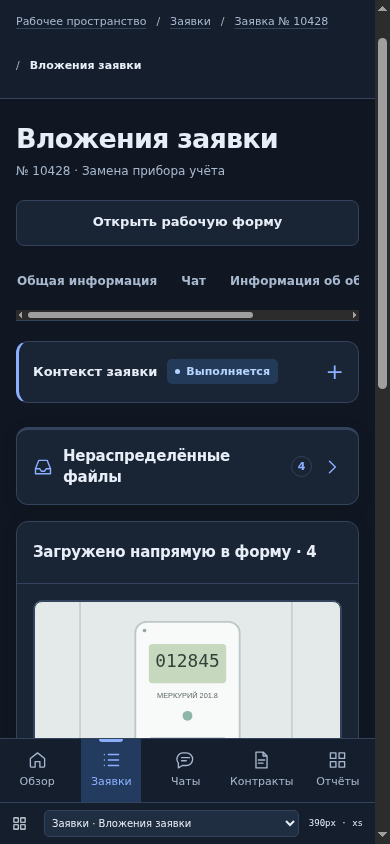 Рабочее пространство / Заявки / Заявка № 10428
/ Вложения заявки
Вложения заявки
№ 10428 · Замена прибора учёта
Открыть рабочую форму
Общая информация Чат Информация об об
Контекст заявки • Выполняется +
Нераспределённые
файлы
4
Загружено напрямую в форму · 4
012845
МЕРКУРИЙ 201.8
Обзор Заявки Чаты Контракты Отчёты
Заявки · Вложения заявки 390px · xs